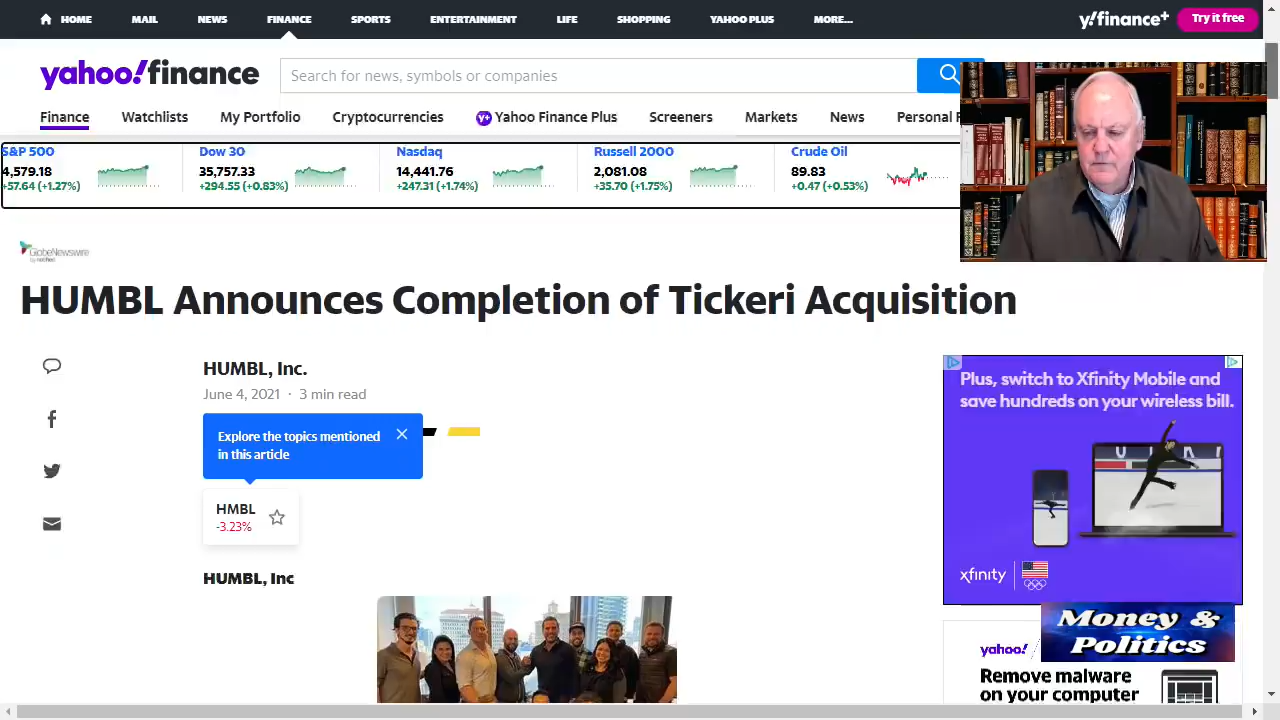 HOME MAIL NEWS FINANCE SPORTS ENTERTAINMENT LIFE SHOPPING YAHOO PLUS MORE... y!finance+ Try it free
yahoo!finance Search for news, symbols or companies
Finance Watchlists My Portfolio Cryptocurrencies Y+ Yahoo Finance Plus Screeners Markets News Personal F
S&P 500 Dow 30 Nasdaq Russell 2000 Crude Oil
4,579.18 35,757.33 14,441.76 2,081.08 89.83
+57.64 (+1.27%) +294.55 (+0.83%) +247.31 (+1.74%) +35.70 (+1.75%) +0.47 (+0.53%)
GlobeNewswire
HUMBL Announces Completion of Tickeri Acquisition
HUMBL, Inc.
June 4, 2021 · 3 min read
Explore the topics mentioned
in this article
HMBL
-3.23%
HUMBL, Inc
Plus, switch to Xfinity Mobile and
save hundreds on your wireless bill.
xfinity
Money &
Politics
yahoo!
Remove malware
on your computer